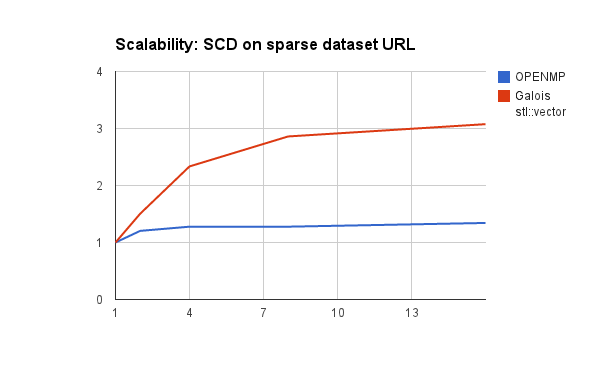 Scalability: SCD on sparse dataset URL
4
3
2
1
0
1 4 7 10 13
OPENMP
Galois
stl::vector